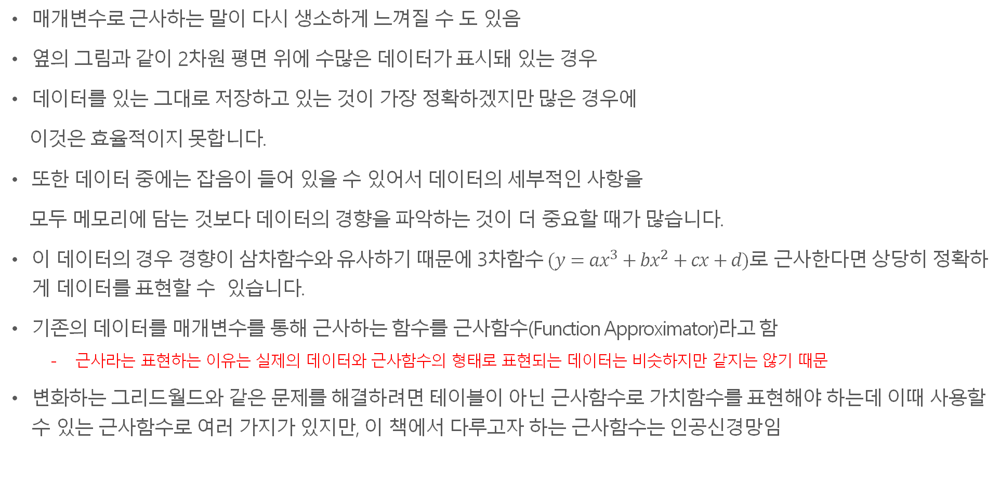 • 매개변수로 근사하는 말이 다시 생소하게 느껴질 수 도 있음
• 옆의 그림과 같이 2차원 평면 위에 수많은 데이터가 표시돼 있는 경우
• 데이터를 있는 그대로 저장하고 있는 것이 가장 정확하겠지만 많은 경우에
이것은 효율적이지 못합니다.
• 또한 데이터 중에는 잡음이 들어 있을 수 있어서 데이터의 세부적인 사항을
모두 메모리에 담는 것보다 데이터의 경향을 파악하는 것이 더 중요할 때가 많습니다.
• 이 데이터의 경우 경향이 삼차함수와 유사하기 때문에 3차함수 (y = ax³ + bx² + cx + d)로 근사한다면 상당히 정확하
게 데이터를 표현할 수 있습니다.
• 기존의 데이터를 매개변수를 통해 근사하는 함수를 근사함수(Function Approximator)라고 함
- 근사라는 표현하는 이유는 실제의 데이터와 근사함수의 형태로 표현되는 데이터는 비슷하지만 같지는 않기 때문
• 변화하는 그리드월드와 같은 문제를 해결하려면 테이블이 아닌 근사함수로 가치함수를 표현해야 하는데 이때 사용할
수 있는 근사함수로 여러 가지가 있지만, 이 책에서 다루고자 하는 근사함수는 인공신경망임